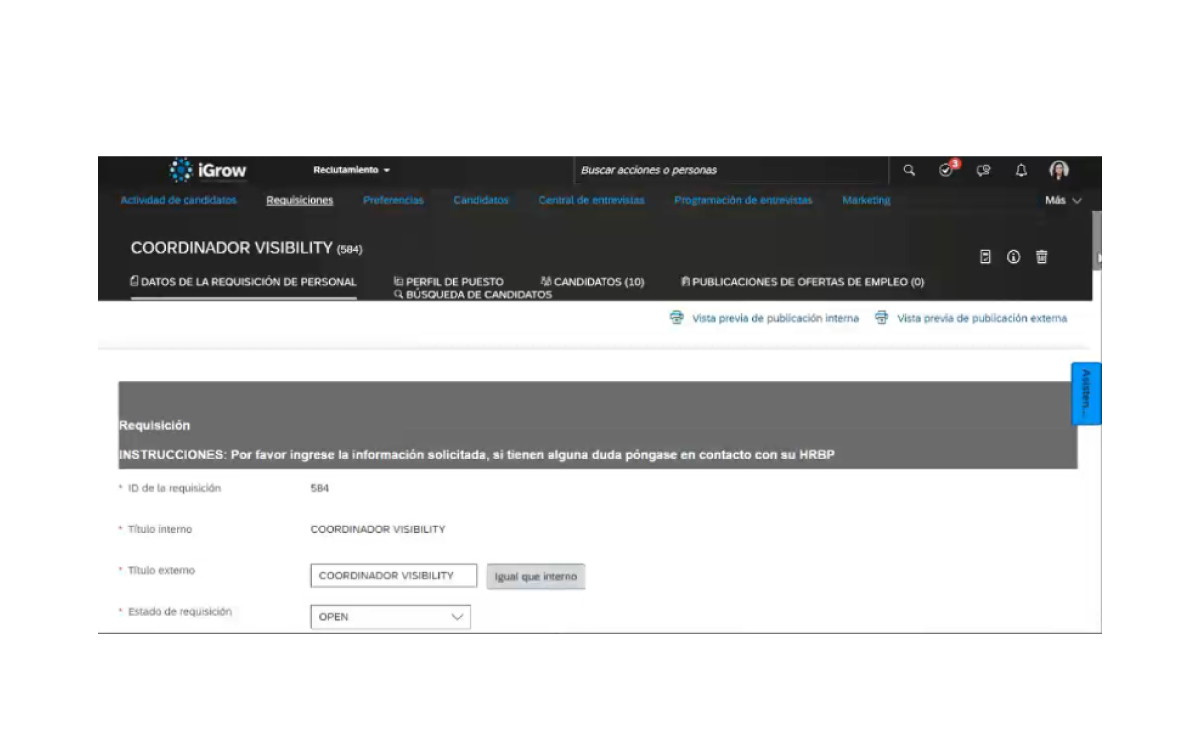 iGrow Reclutamiento Buscar acciones o personas 3
Actividad de candidatos Requisiciones Preferencias Candidatos Central de entrevistas Programación de entrevistas Marketing Más
COORDINADOR VISIBILITY (584)
DATOS DE LA REQUISICIÓN DE PERSONAL PERFIL DE PUESTO CANDIDATOS (10) PUBLICACIONES DE OFERTAS DE EMPLEO (0)
BÚSQUEDA DE CANDIDATOS
Vista previa de publicación interna Vista previa de publicación externa
Asisten...
Requisición
INSTRUCCIONES: Por favor ingrese la información solicitada, si tienen alguna duda póngase en contacto con su HRBP
* ID de la requisición 584
* Título interno COORDINADOR VISIBILITY
* Título externo COORDINADOR VISIBILITY Igual que interno
* Estado de requisición OPEN